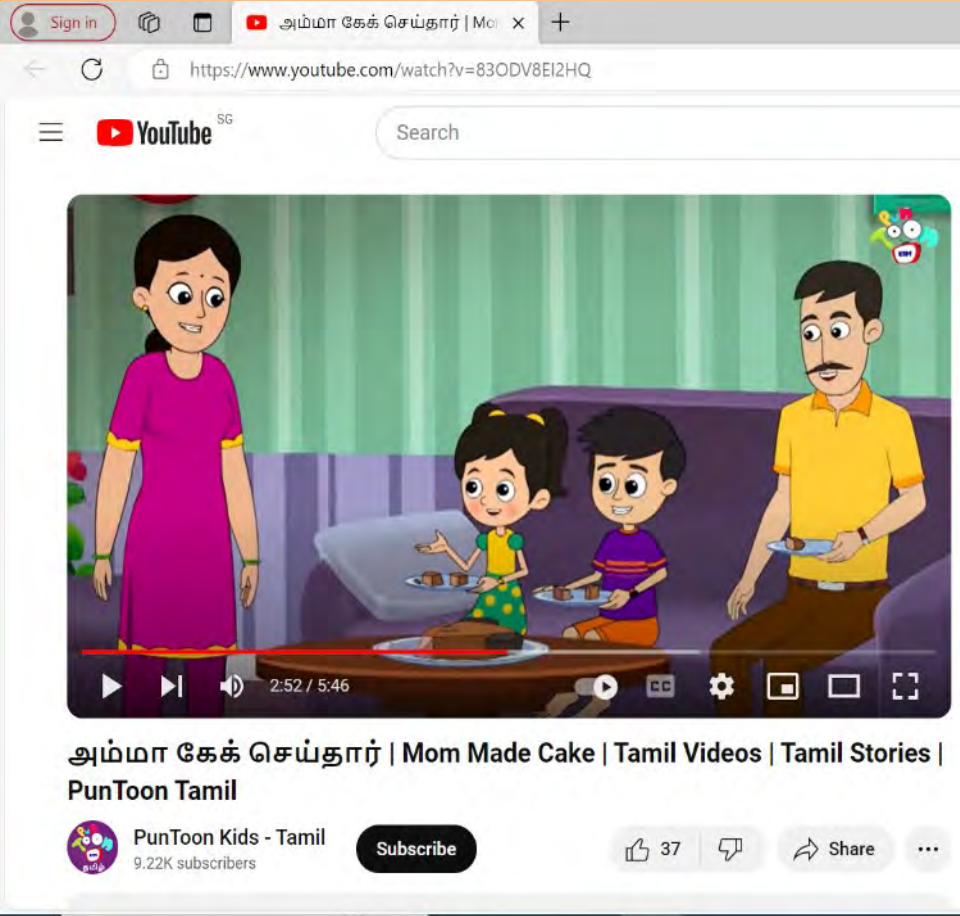 Sign in
அம்மா கேக் செய்தார் | Mo
https://www.youtube.com/watch?v=83ODV8EI2HQ
YouTube SG
Search
2:52 / 5:46
CC
அம்மா கேக் செய்தார் | Mom Made Cake | Tamil Videos | Tamil Stories |
PunToon Tamil
PunToon Kids - Tamil
9.22K subscribers
Subscribe
37
Share